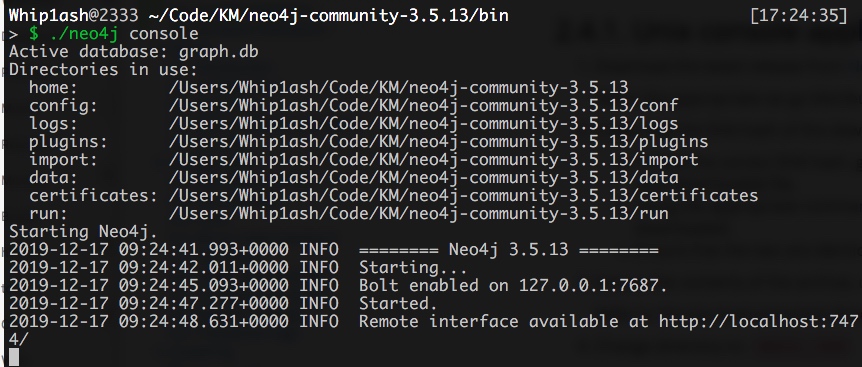 Whip1ash@2333 ~/Code/KM/neo4j-community-3.5.13/bin [17:24:35]
> $ ./neo4j console
Active database: graph.db
Directories in use:
  home:         /Users/Whip1ash/Code/KM/neo4j-community-3.5.13
  config:       /Users/Whip1ash/Code/KM/neo4j-community-3.5.13/conf
  logs:         /Users/Whip1ash/Code/KM/neo4j-community-3.5.13/logs
  plugins:      /Users/Whip1ash/Code/KM/neo4j-community-3.5.13/plugins
  import:       /Users/Whip1ash/Code/KM/neo4j-community-3.5.13/import
  data:         /Users/Whip1ash/Code/KM/neo4j-community-3.5.13/data
  certificates: /Users/Whip1ash/Code/KM/neo4j-community-3.5.13/certificates
  run:          /Users/Whip1ash/Code/KM/neo4j-community-3.5.13/run
Starting Neo4j.
2019-12-17 09:24:41.993+0000 INFO  ======== Neo4j 3.5.13 ========
2019-12-17 09:24:42.011+0000 INFO  Starting...
2019-12-17 09:24:45.093+0000 INFO  Bolt enabled on 127.0.0.1:7687.
2019-12-17 09:24:47.277+0000 INFO  Started.
2019-12-17 09:24:48.631+0000 INFO  Remote interface available at http://localhost:747
4/